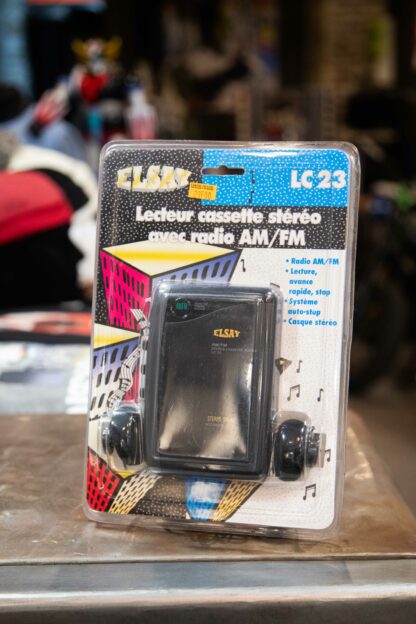 ELSAY
LC 23
Lecteur cassette stéréo
avec radio AM/FM
• Radio AM/FM
• Lecture,
avance
rapide, stop
• Système
auto-stop
• Casque stéréo
ELSAY